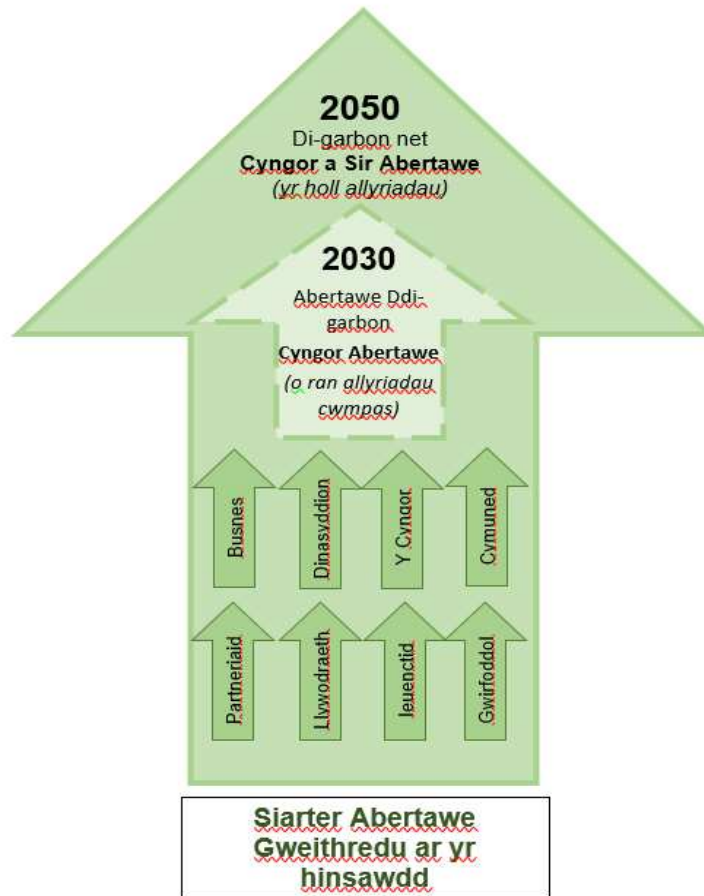 2050
Di-garbon net
Cyngor a Sir Abertawe
(yr holl allyriadau)
2030
Abertawe Ddi-
garbon
Cyngor Abertawe
(o ran allyriadau
cwmpas)
Busnes
Dinasyddion
Y Cyngor
Cymuned
Partneriaid
Llywodraeth
Ieuenctid
Gwirfoddol
Siarter Abertawe
Gweithredu ar yr
hinsawdd